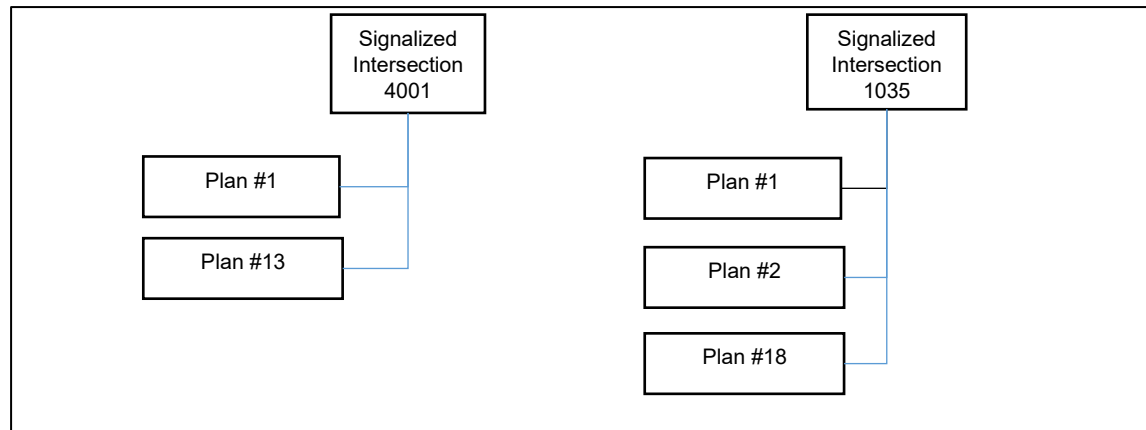 Signalized
Intersection
4001
Plan #1
Plan #13
Signalized
Intersection
1035
Plan #1
Plan #2
Plan #18